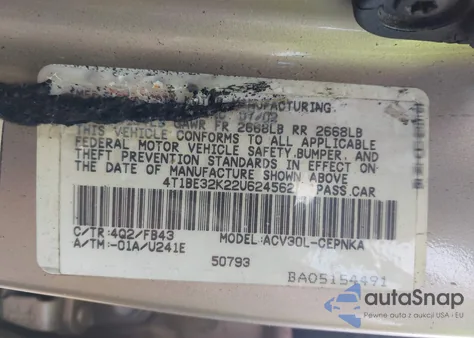 MANUFACTURING
07/02
GAWR FR 2668LB RR 2668LB
THIS VEHICLE CONFORMS TO ALL APPLICABLE
FEDERAL MOTOR VEHICLE SAFETY, BUMPER, AND
THEFT PREVENTION STANDARDS IN EFFECT ON
THE DATE OF MANUFACTURE SHOWN ABOVE
4T1BE32K22U624562 PASS.CAR
C/TR:4Q2/FB43 MODEL:ACV30L-CEPNKA
A/TM:-01A/U241E
50793
BA05154491
autoSnap
Pewne auta z aukcji USA i EU